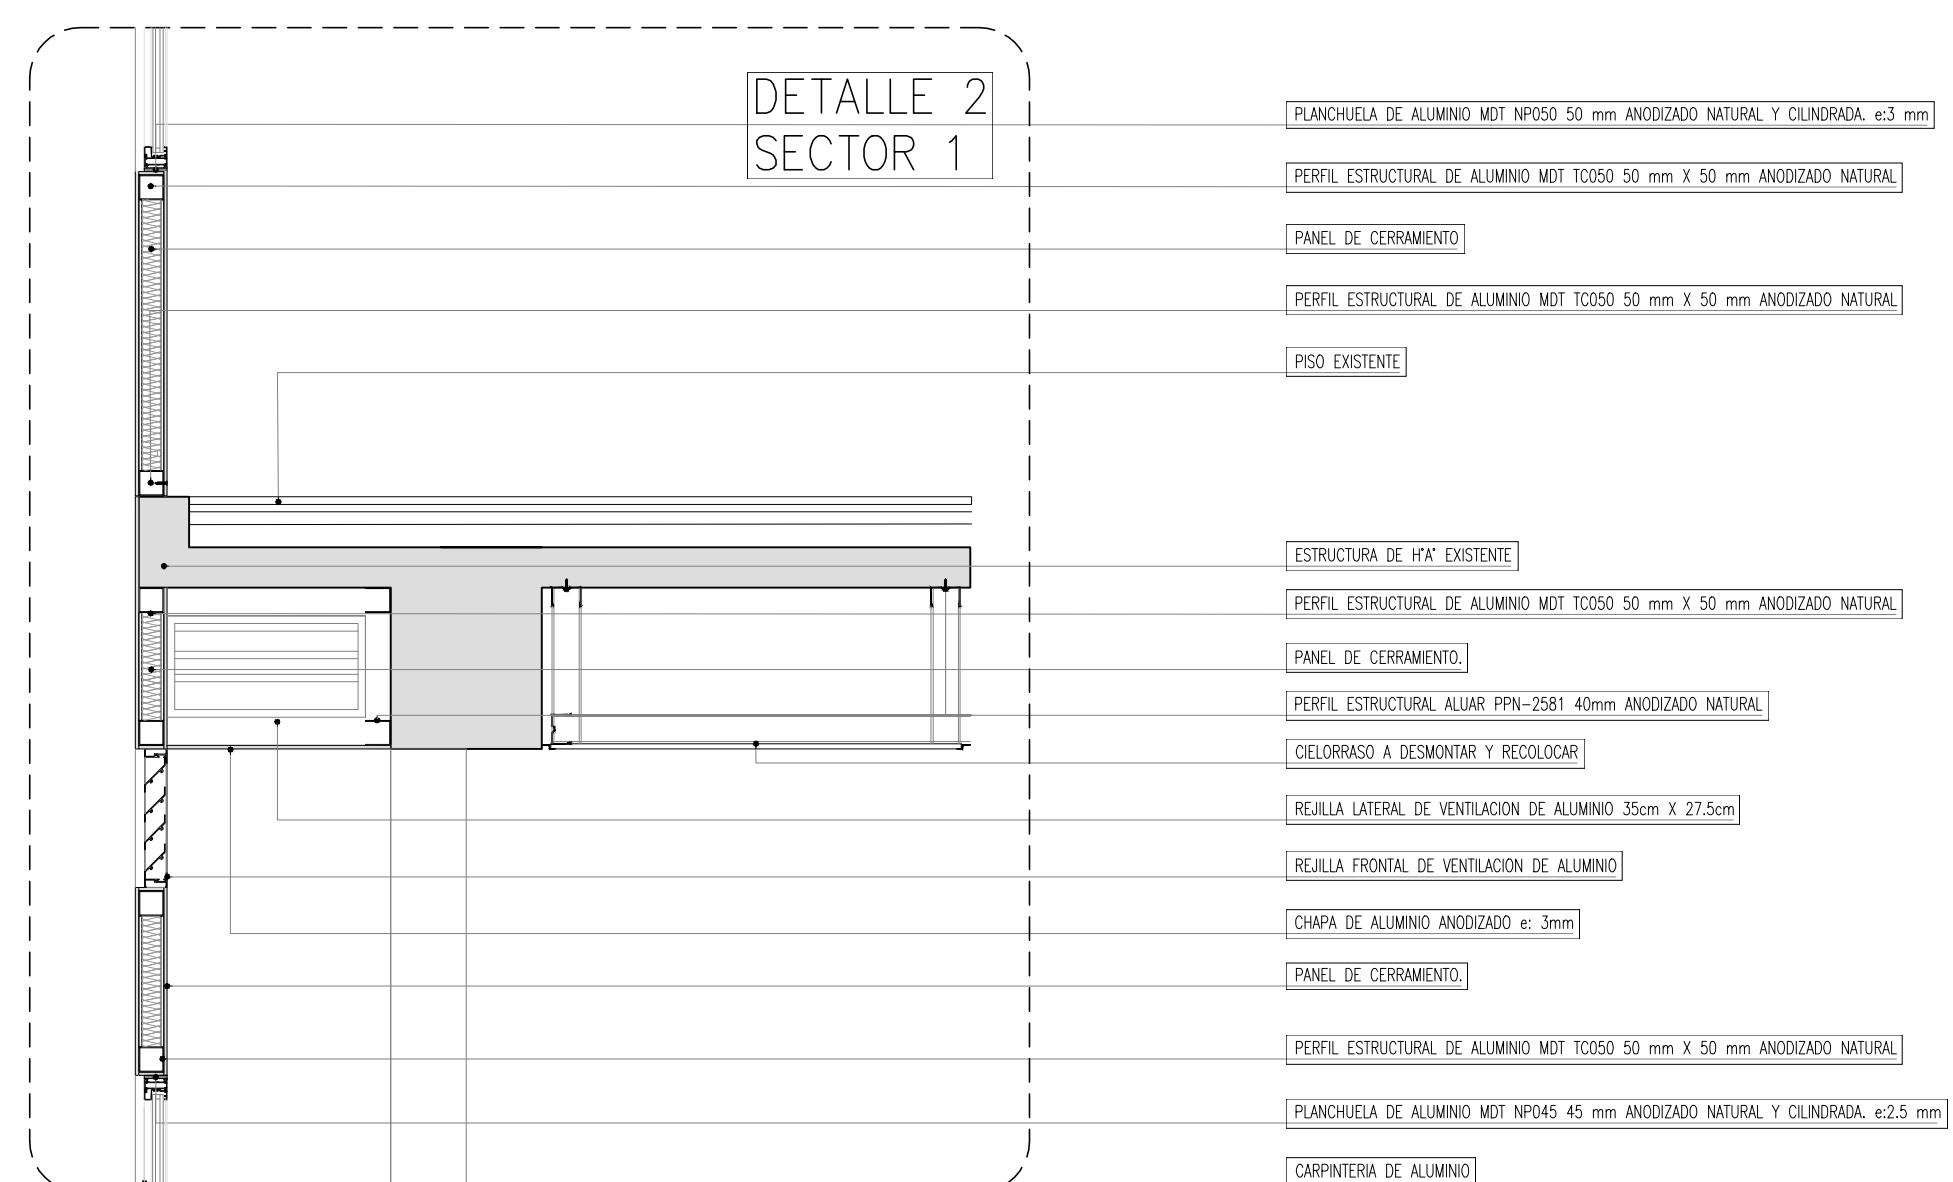 DETALLE 2
SECTOR 1
PLANCHUELA DE ALUMINIO MDT NP050 50 mm ANODIZADO NATURAL Y CILINDRADA. e:3 mm
PERFIL ESTRUCTURAL DE ALUMINIO MDT TC050 50 mm X 50 mm ANODIZADO NATURAL
PANEL DE CERRAMIENTO
PERFIL ESTRUCTURAL DE ALUMINIO MDT TC050 50 mm X 50 mm ANODIZADO NATURAL
PISO EXISTENTE
ESTRUCTURA DE H°A° EXISTENTE
PERFIL ESTRUCTURAL DE ALUMINIO MDT TC050 50 mm X 50 mm ANODIZADO NATURAL
PANEL DE CERRAMIENTO.
PERFIL ESTRUCTURAL ALUAR PPN-2581 40mm ANODIZADO NATURAL
CIELORRASO A DESMONTAR Y RECOLOCAR
REJILLA LATERAL DE VENTILACION DE ALUMINIO 35cm X 27.5cm
REJILLA FRONTAL DE VENTILACION DE ALUMINIO
CHAPA DE ALUMINIO ANODIZADO e: 3mm
PANEL DE CERRAMIENTO.
PERFIL ESTRUCTURAL DE ALUMINIO MDT TC050 50 mm X 50 mm ANODIZADO NATURAL
PLANCHUELA DE ALUMINIO MDT NP045 45 mm ANODIZADO NATURAL Y CILINDRADA. e:2.5 mm
CARPINTERIA DE ALUMINIO